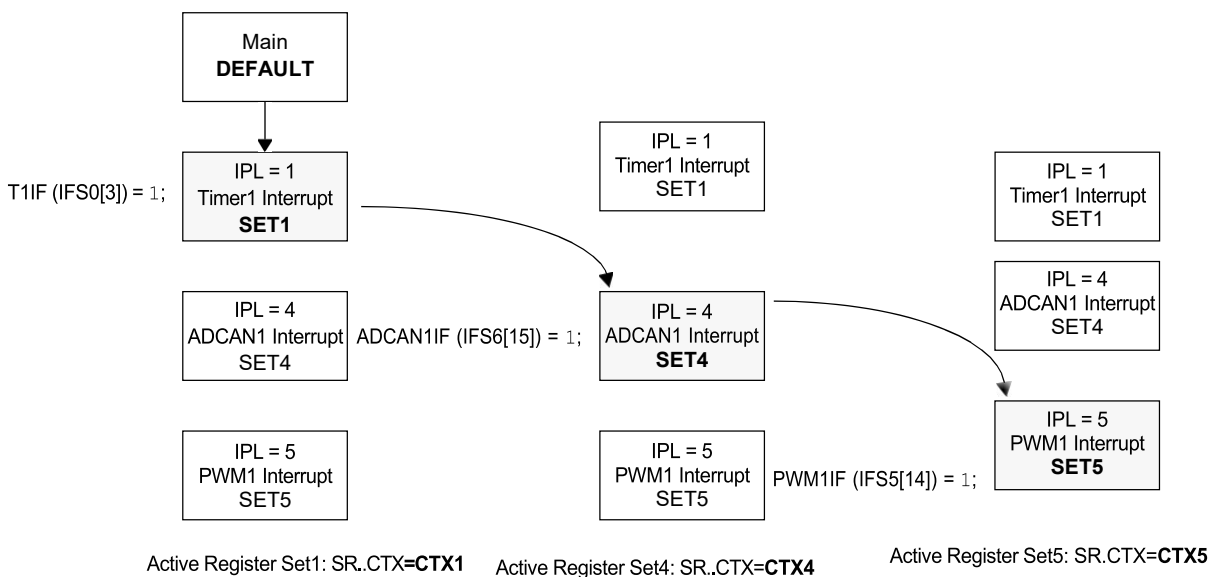 Main
DEFAULT
T1IF (IFS0[3]) = 1;
IPL = 1
Timer1 Interrupt
SET1
IPL = 4
ADCAN1 Interrupt
SET4
IPL = 5
PWM1 Interrupt
SET5
Active Register Set1: SR..CTX=CTX1
IPL = 1
Timer1 Interrupt
SET1
ADCAN1IF (IFS6[15]) = 1;
IPL = 4
ADCAN1 Interrupt
SET4
IPL = 5
PWM1 Interrupt
SET5
Active Register Set4: SR..CTX=CTX4
IPL = 1
Timer1 Interrupt
SET1
IPL = 4
ADCAN1 Interrupt
SET4
PWM1IF (IFS5[14]) = 1;
IPL = 5
PWM1 Interrupt
SET5
Active Register Set5: SR.CTX=CTX5